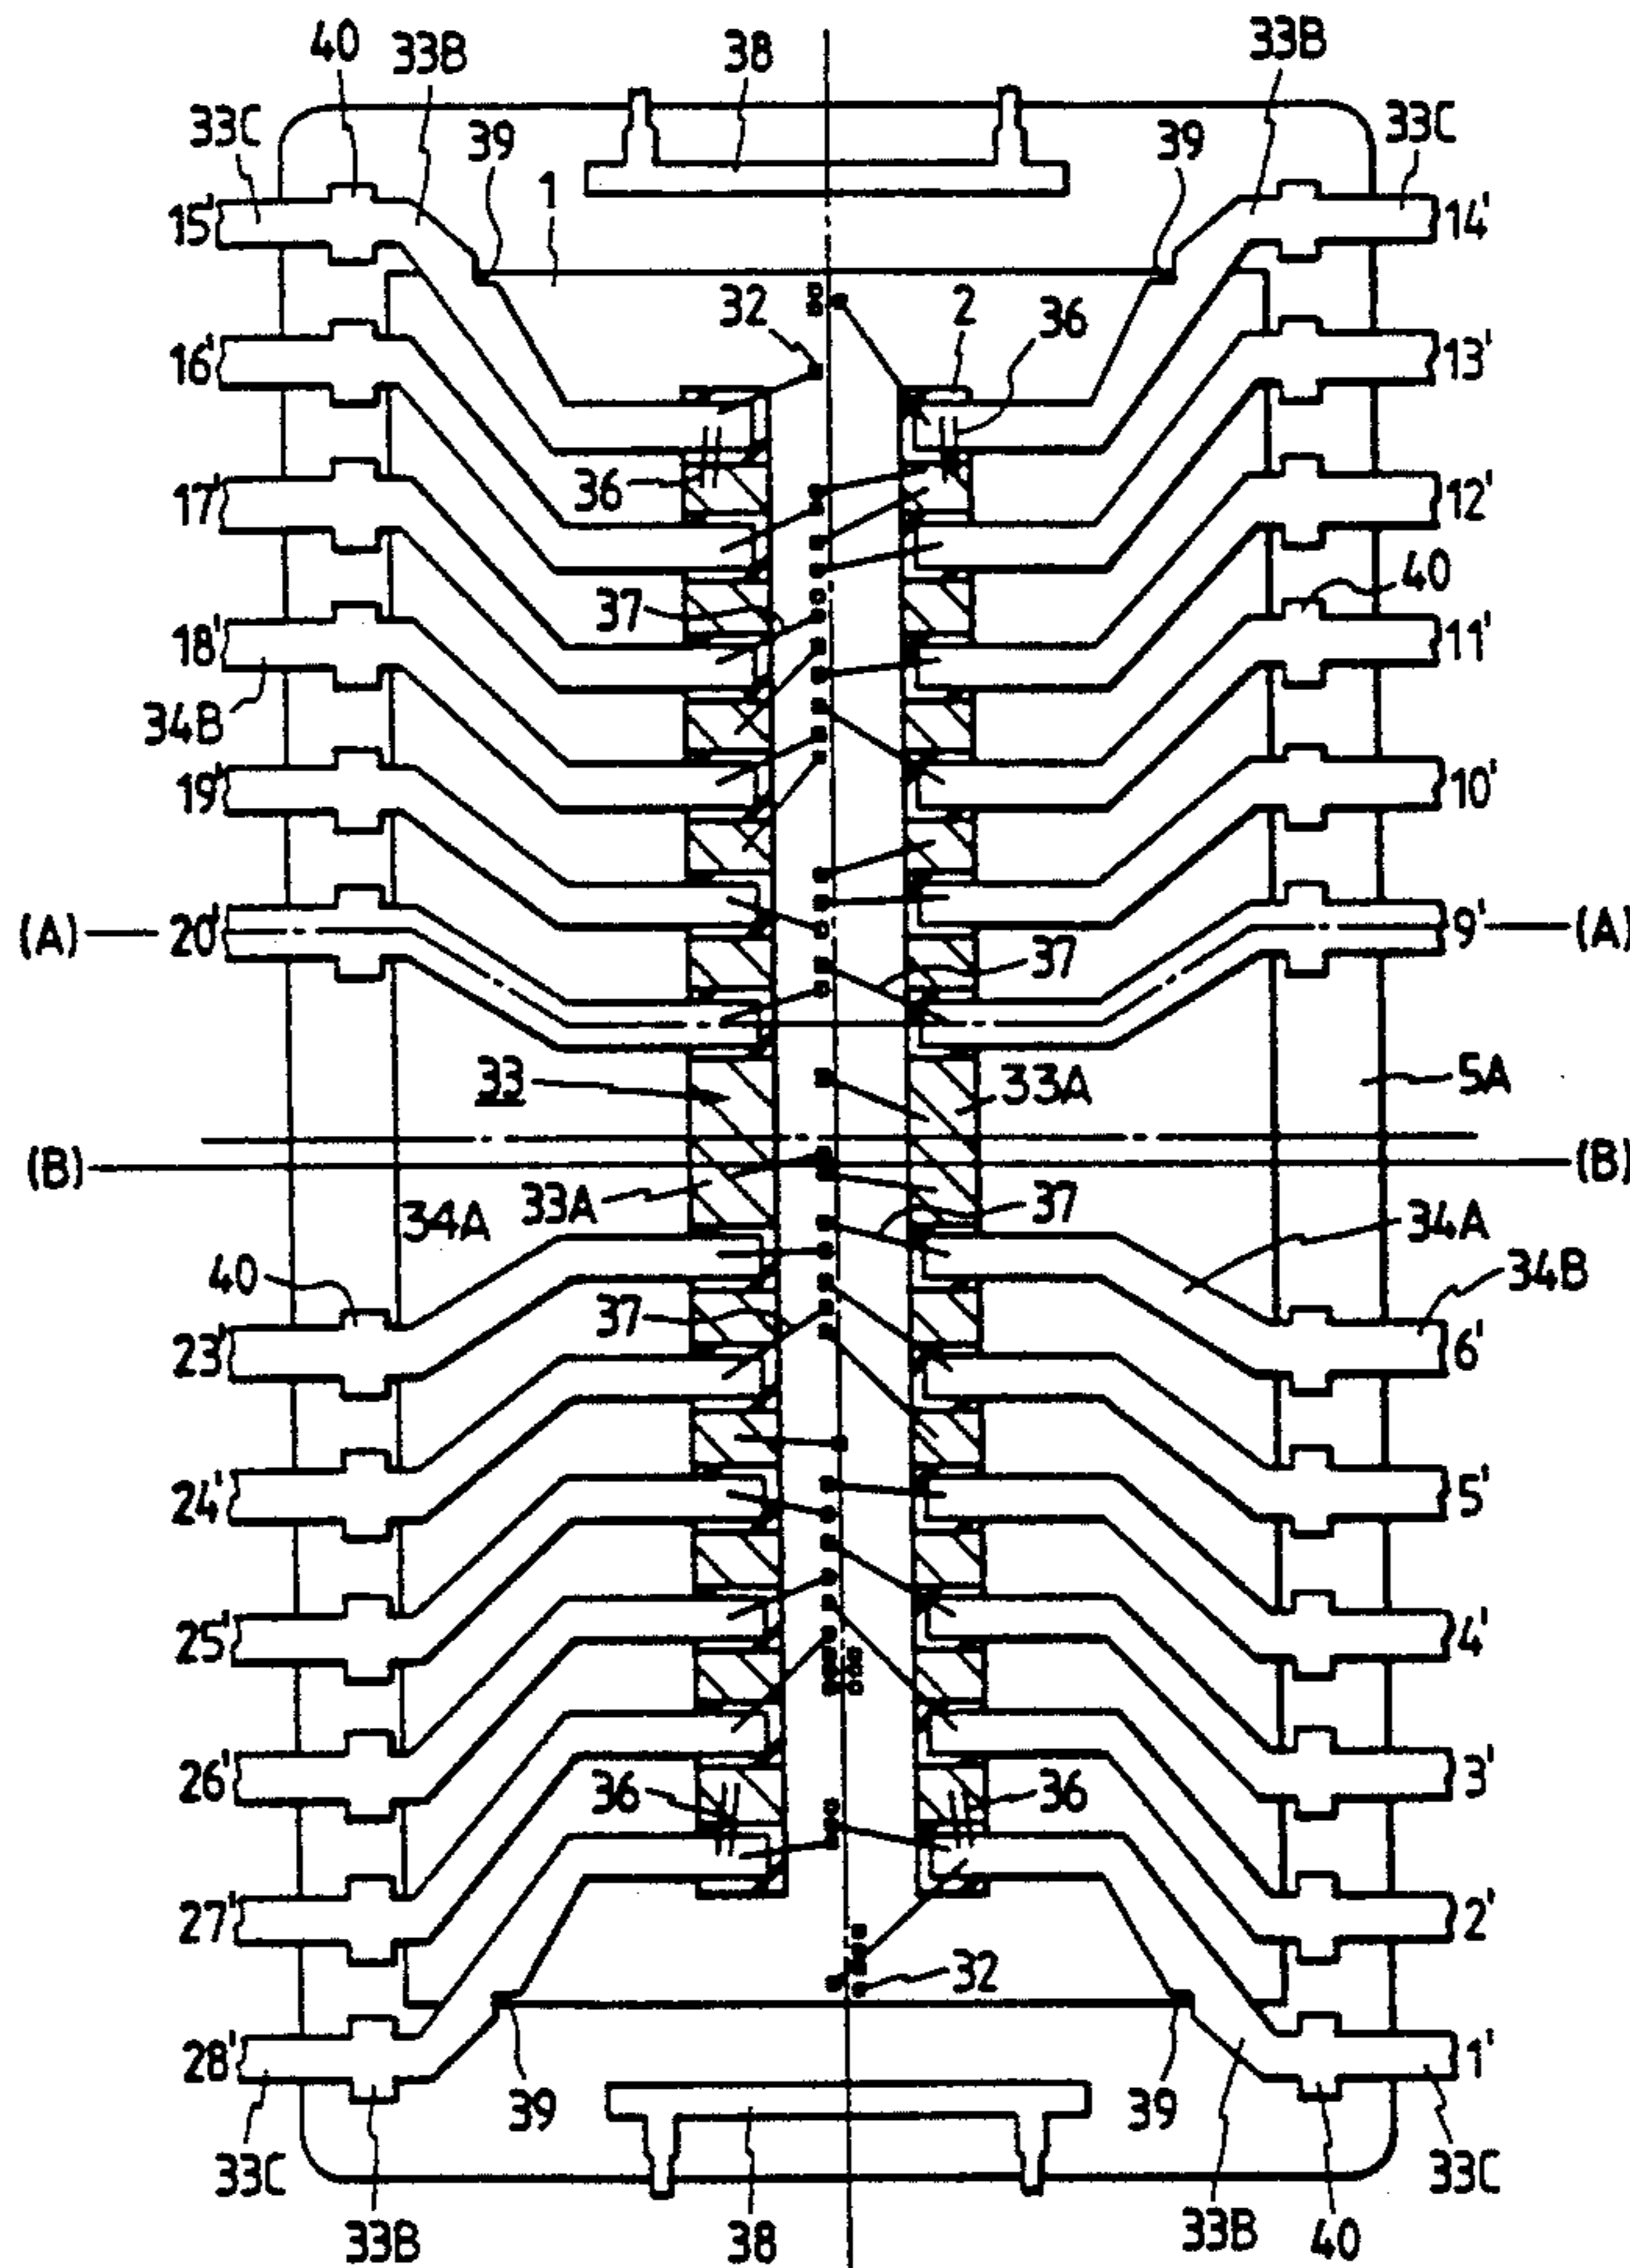 40 33B 38 33B
33C 39 39 33C
1
15' 14'
32 2 36
16' 13'
36
17' 12'
37 40
18' 11'
34B
19' 10'
(A) 20' 9' (A)
37
33 33A 5A
(B) (B)
34A 33A 37 34A
40 34B
37
23' 6'
24' 5'
25' 4'
26' 3'
36 36
27' 2'
32
28' 1'
39 39
33C 33C
33B 38 33B 40